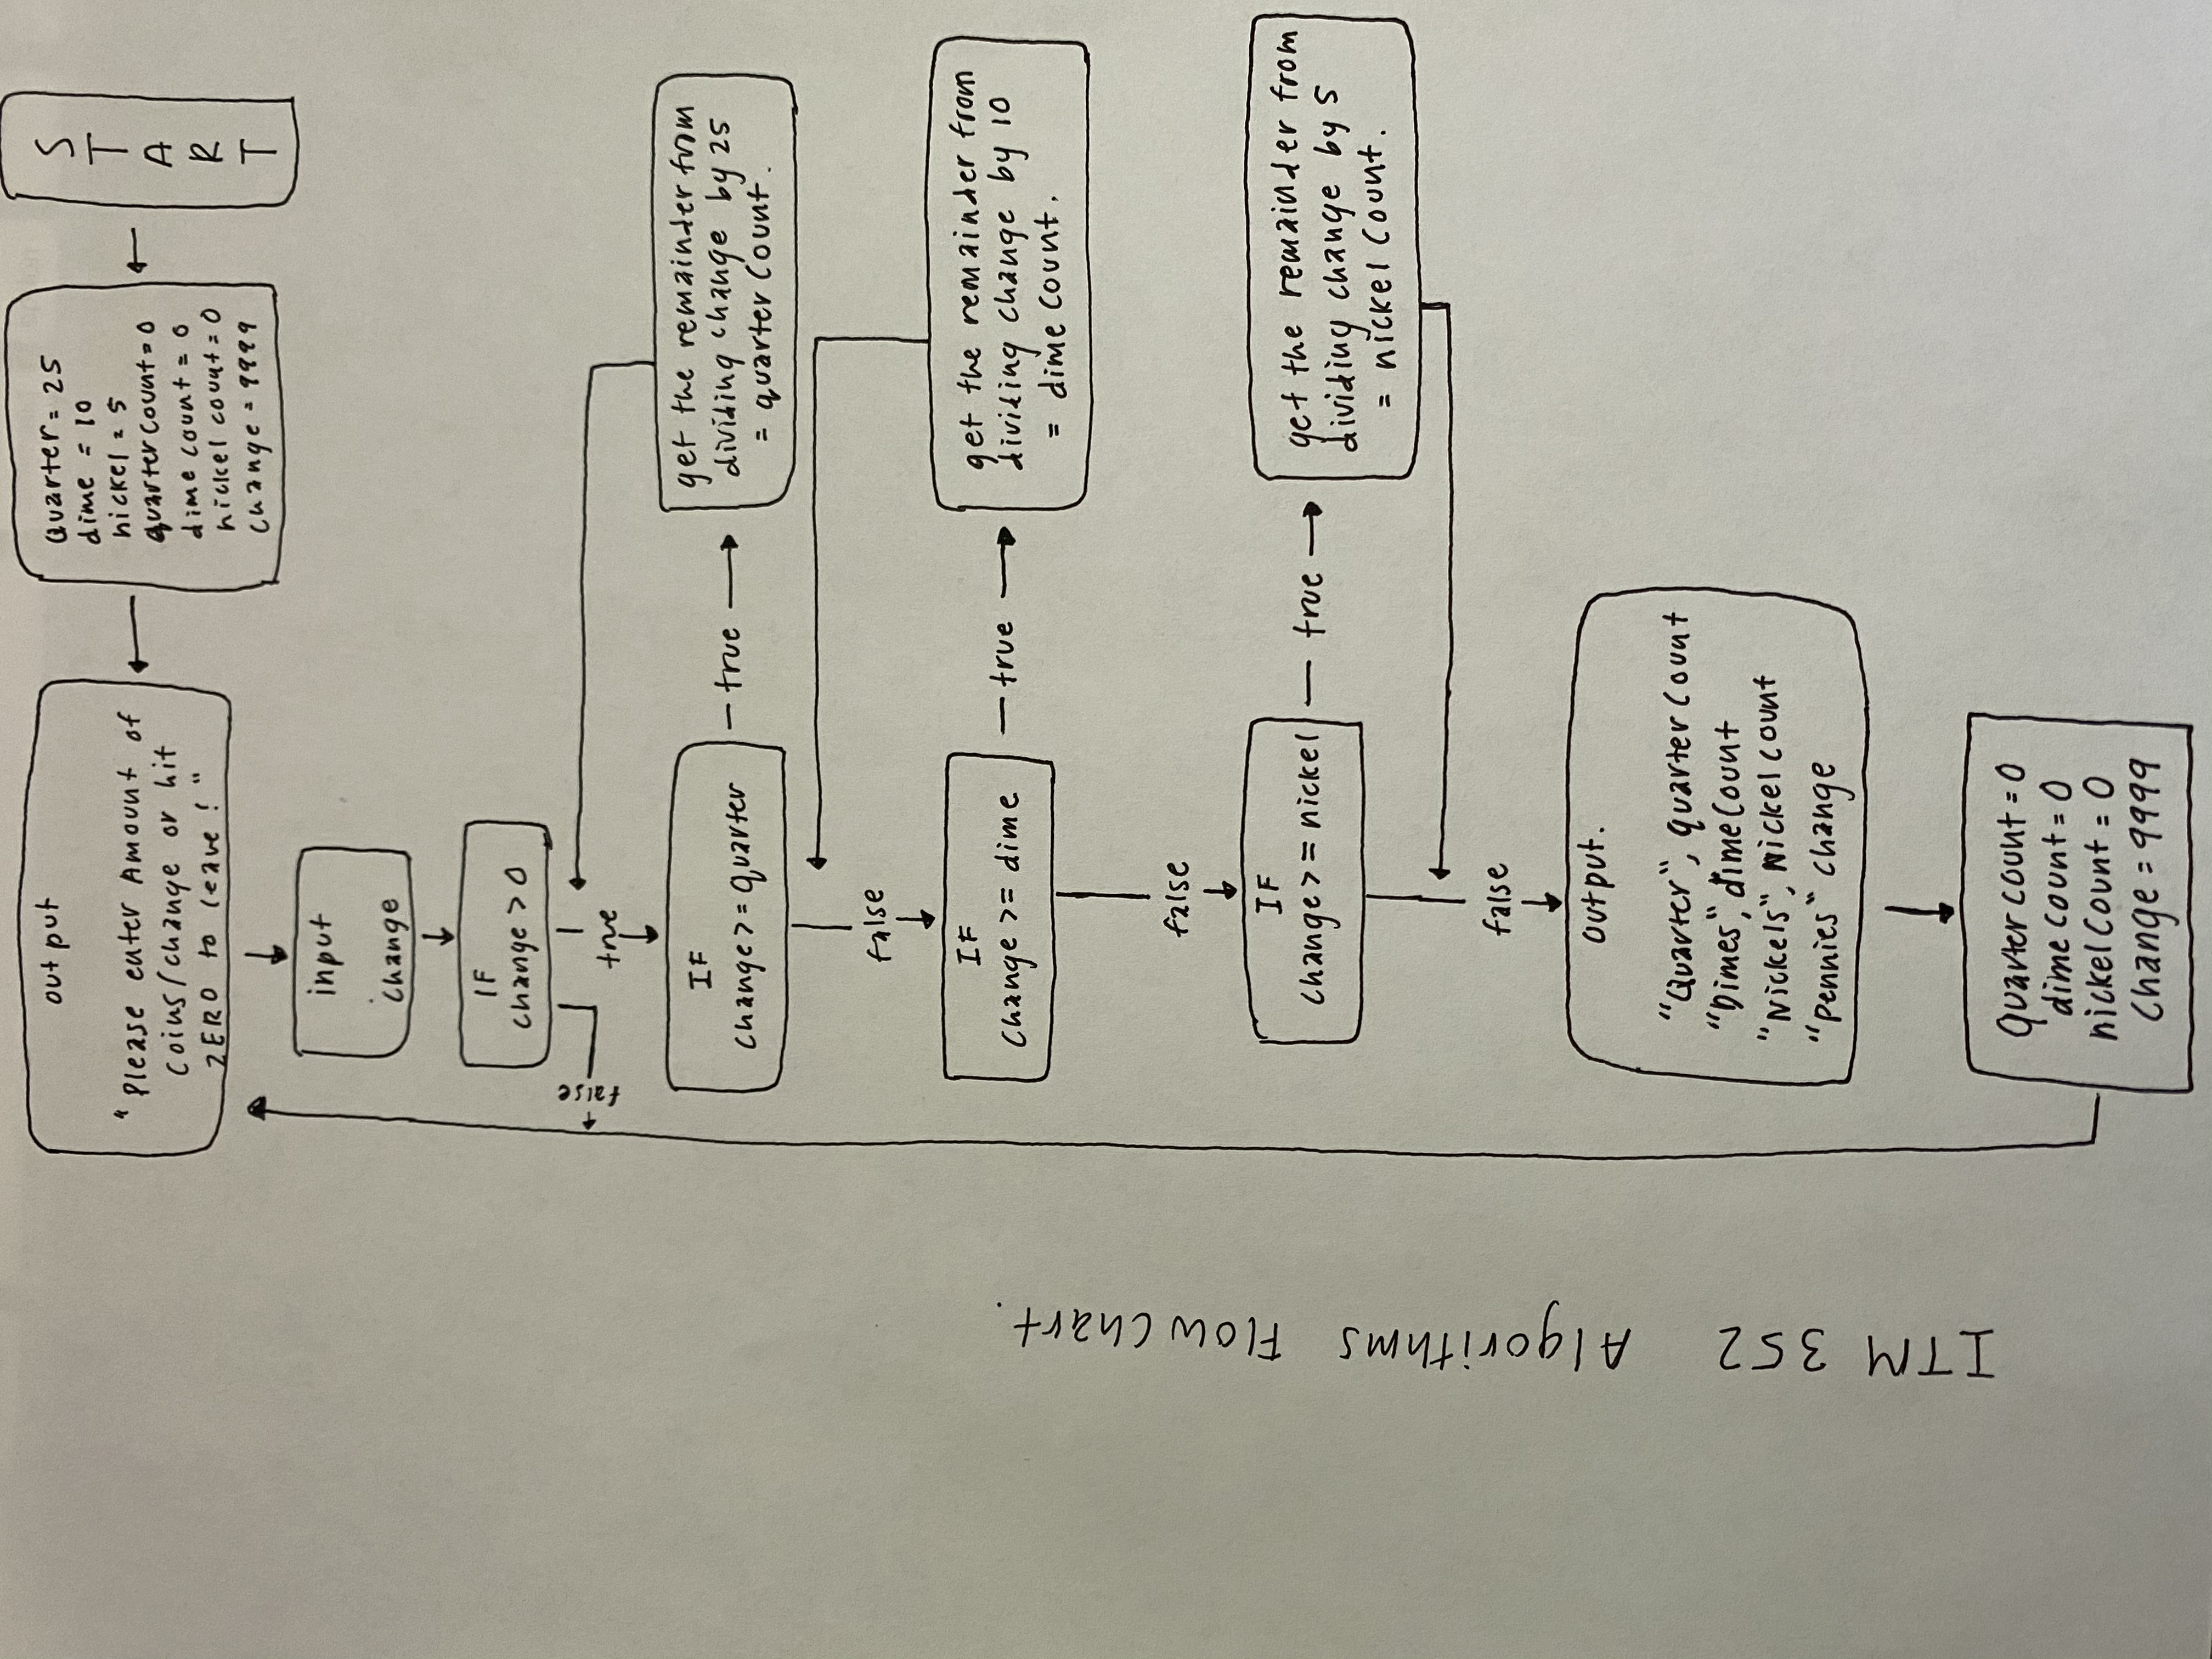 START
Quarter = 25
dime = 10
nickel = 5
quarter count = 0
dime count = 0
nickel count = 0
change = 9999
output
"Please enter Amount of
coins/change or hit
ZERO to leave!"
input
change
IF
change > 0
false
true
IF
change >= quarter
true
get the remainder from
dividing change by 25
= quarter count.
false
IF
change >= dime
true
get the remainder from
dividing change by 10
= dime count.
false
IF
change >= nickel
true
get the remainder from
dividing change by 5
= nickel count.
false
output.
"Quarter", quarter count
"Dimes", dime count
"Nickels", Nickel count
"Pennies" change
Quarter count = 0
dime count = 0
nickel count = 0
Change = 9999
ITM 352 Algorithms Flow Chart.